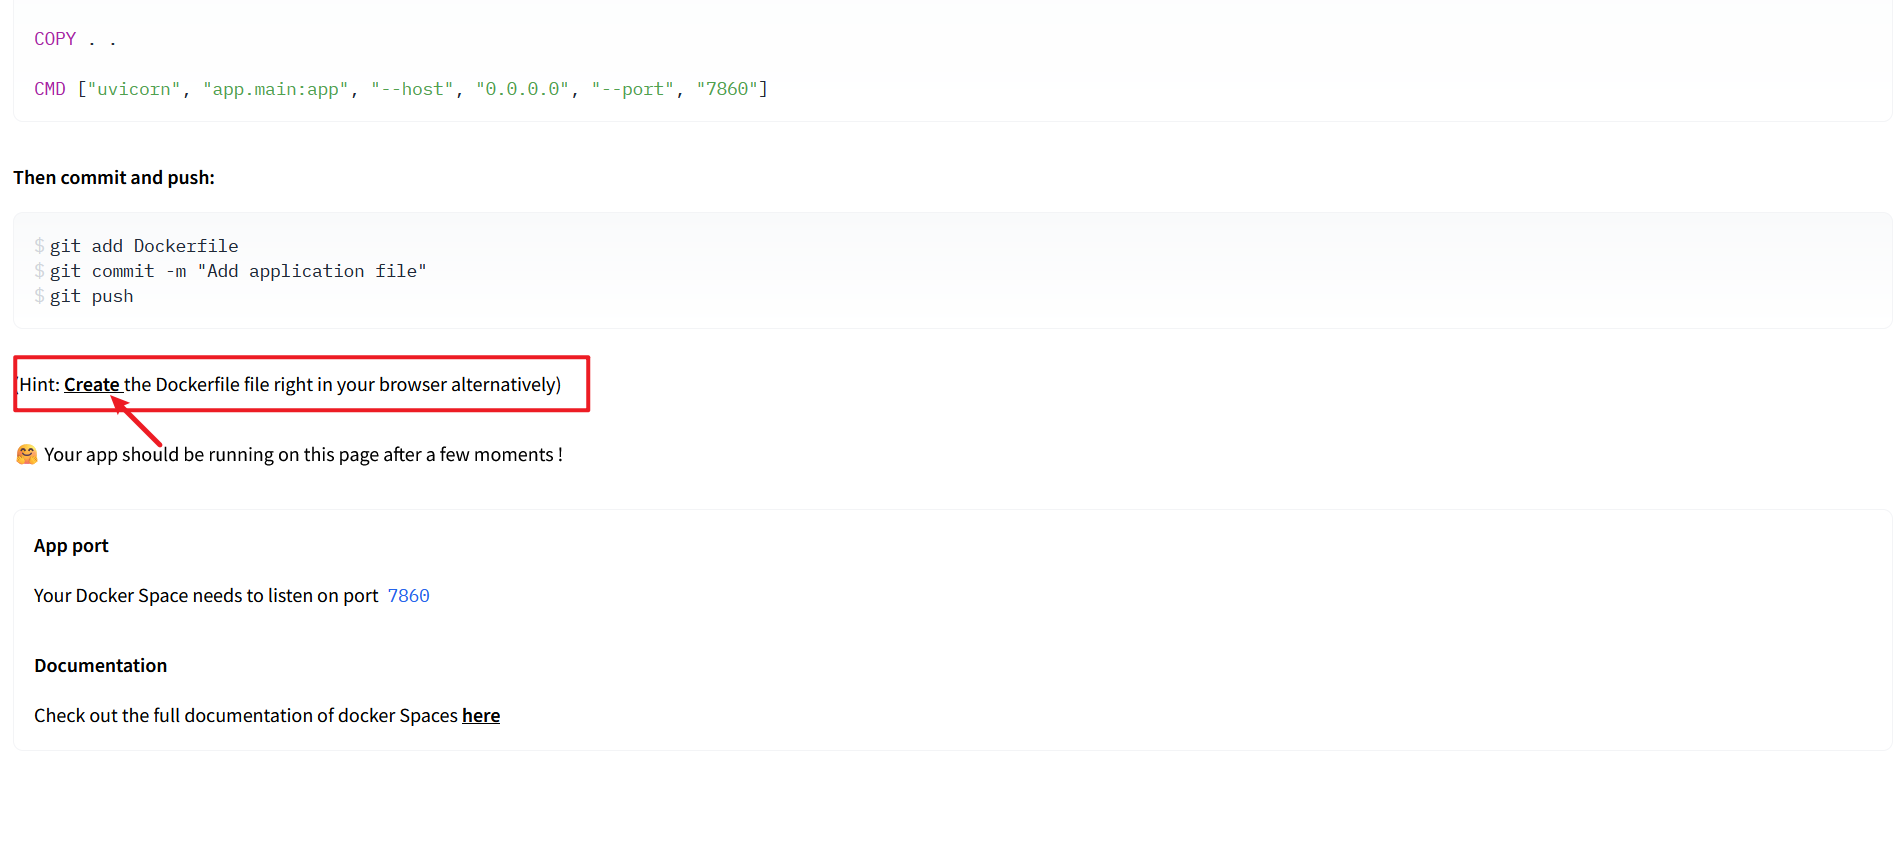 COPY . .
CMD ["uvicorn", "app.main:app", "--host", "0.0.0.0", "--port", "7860"]
Then commit and push:
$ git add Dockerfile
$ git commit -m "Add application file"
$ git push
(Hint: Create the Dockerfile file right in your browser alternatively)
🤗 Your app should be running on this page after a few moments !
App port
Your Docker Space needs to listen on port 7860
Documentation
Check out the full documentation of docker Spaces here